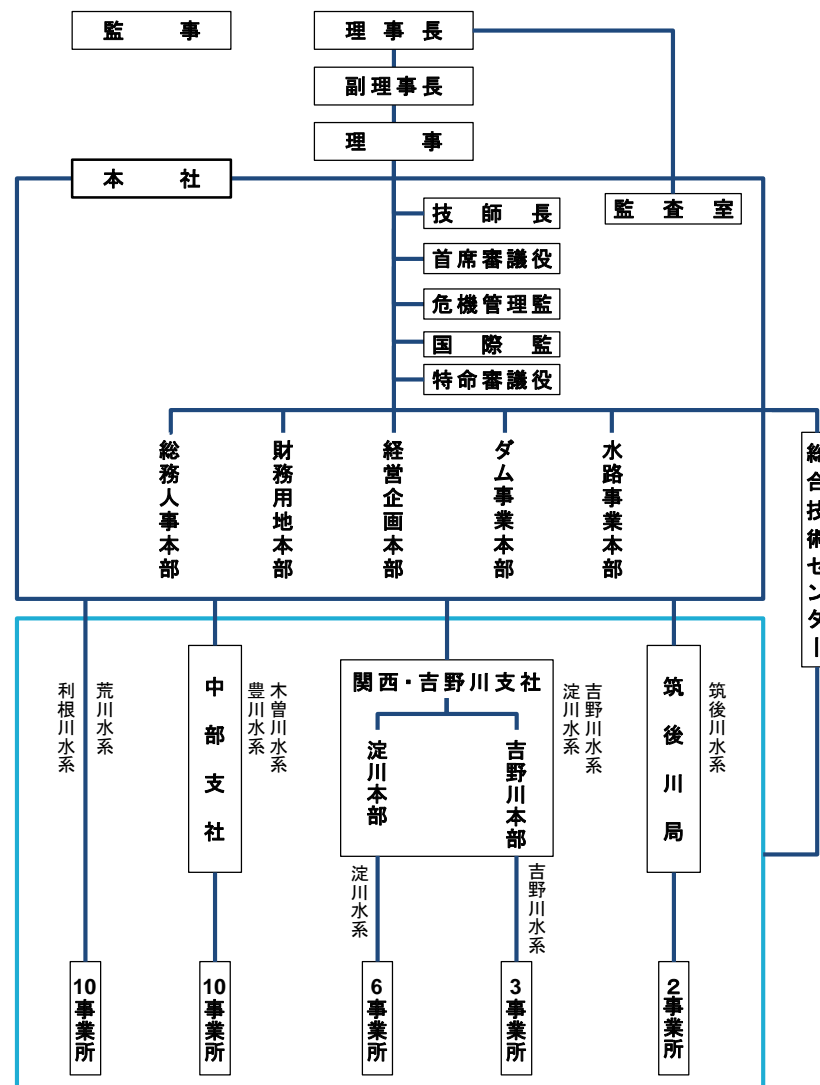 監事
理事長
副理事長
理事
本社
監査室
技師長
首席審議役
危機管理監
国際監
特命審議役
総務人事本部
財務用地本部
経営企画本部
ダム事業本部
水路事業本部
総合技術センター
荒川水系
利根川水系
中部支社
木曽川水系
豊川水系
関西・吉野川支社
淀川本部
吉野川本部
吉野川水系
淀川水系
筑後川局
筑後川水系
淀川水系
吉野川水系
10事業所
10事業所
6事業所
3事業所
2事業所